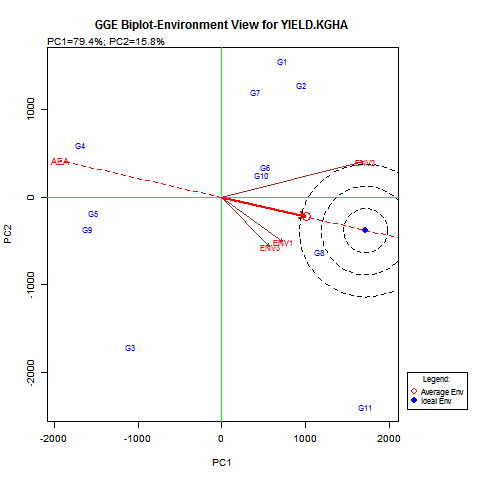 GGE Biplot-Environment View for YIELD.KGHA
PC1=79.4%; PC2=15.8%
G1
G2
G7
1000
G4
AEA
ENV2
G6
G10
0
G5
G9
ENV1
ENV3
G8
PC2
-1000
G3
-2000
G11
Legend:
Average Env
Ideal Env
-2000 -1000 0 1000 2000
PC1